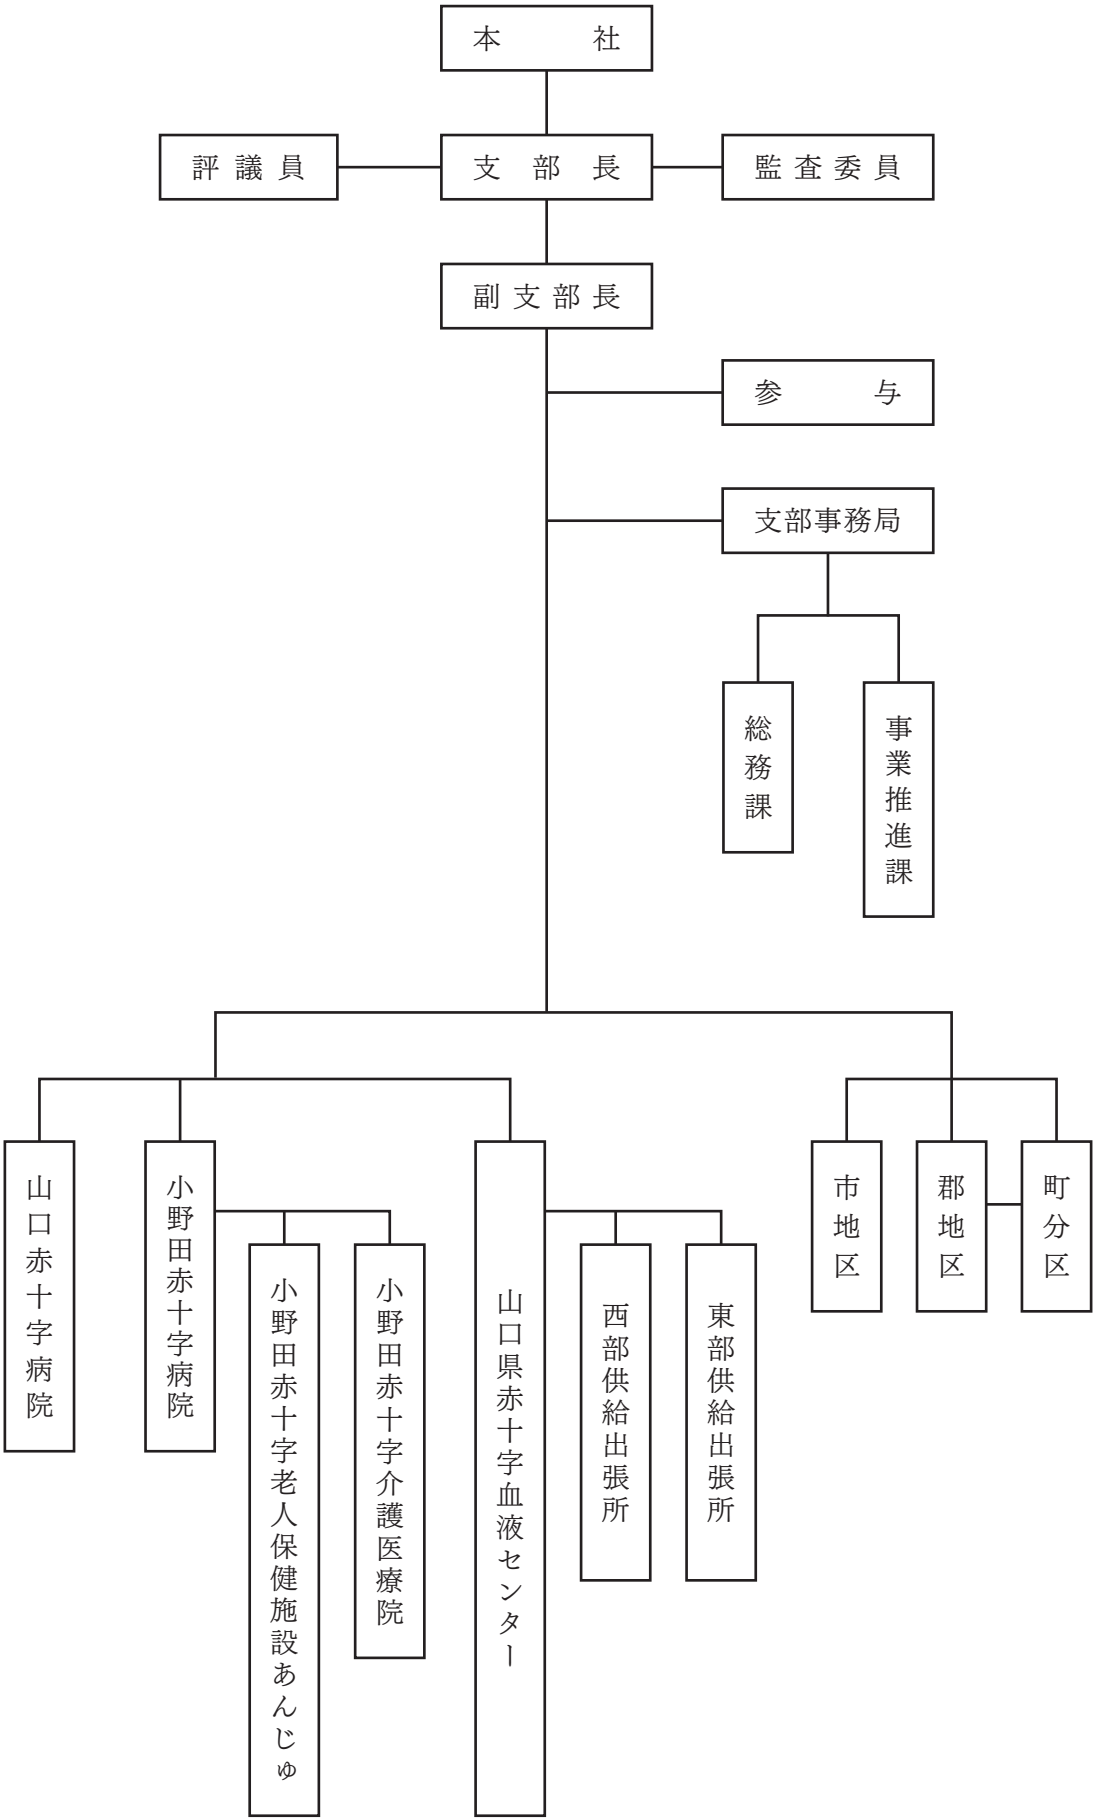 本社
評議員
支部長
監査委員
副支部長
参与
支部事務局
総務課
事業推進課
山口赤十字病院
小野田赤十字病院
小野田赤十字老人保健施設あんじゅ
小野田赤十字介護医療院
山口県赤十字血液センター
西部供給出張所
東部供給出張所
市地区
郡地区
町分区